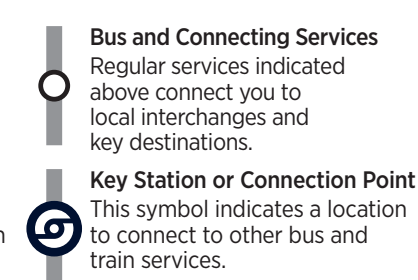 Bus and Connecting Services
Regular services indicated
above connect you to
local interchanges and
key destinations.
Key Station or Connection Point
This symbol indicates a location
to connect to other bus and
train services.